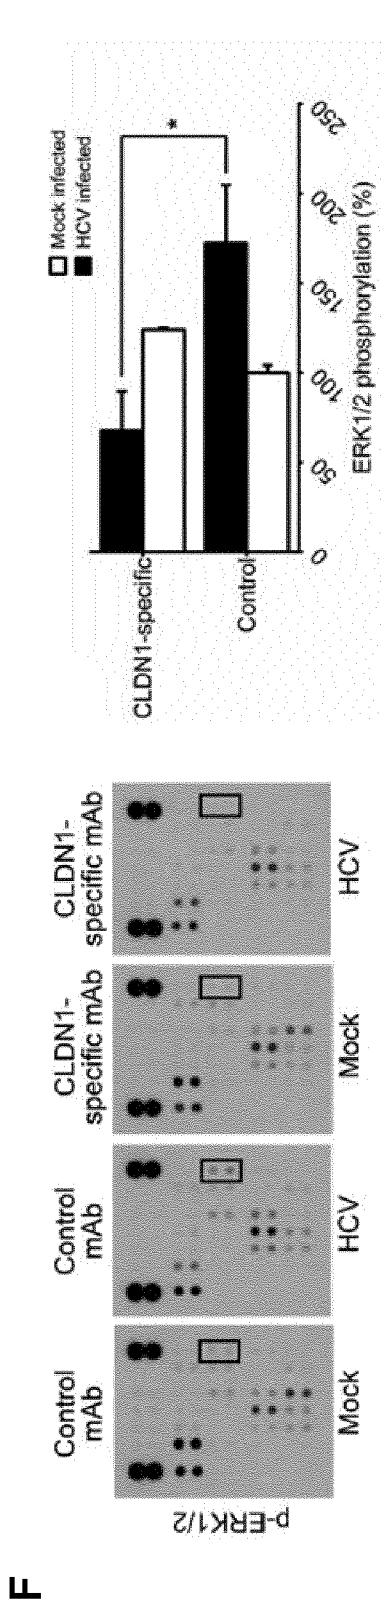 F
p-ERK1/2
Control
mAb
Mock
Control
mAb
HCV
CLDN1-
specific mAb
Mock
CLDN1-
specific mAb
HCV
Mock infected
HCV infected
*
CLDN1-specific
Control
0
50
100
150
200
250
ERK1/2 phosphorylation (%)